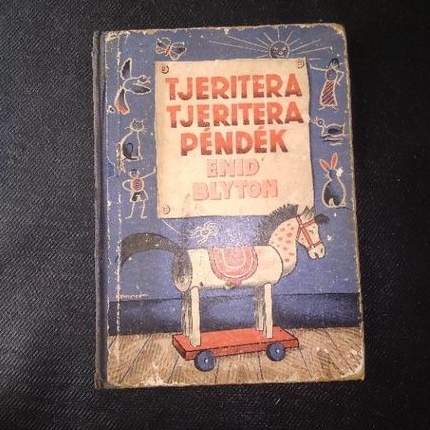 TJERITERA
TJERITERA
PÉNDÉK
ENID
BLYTON